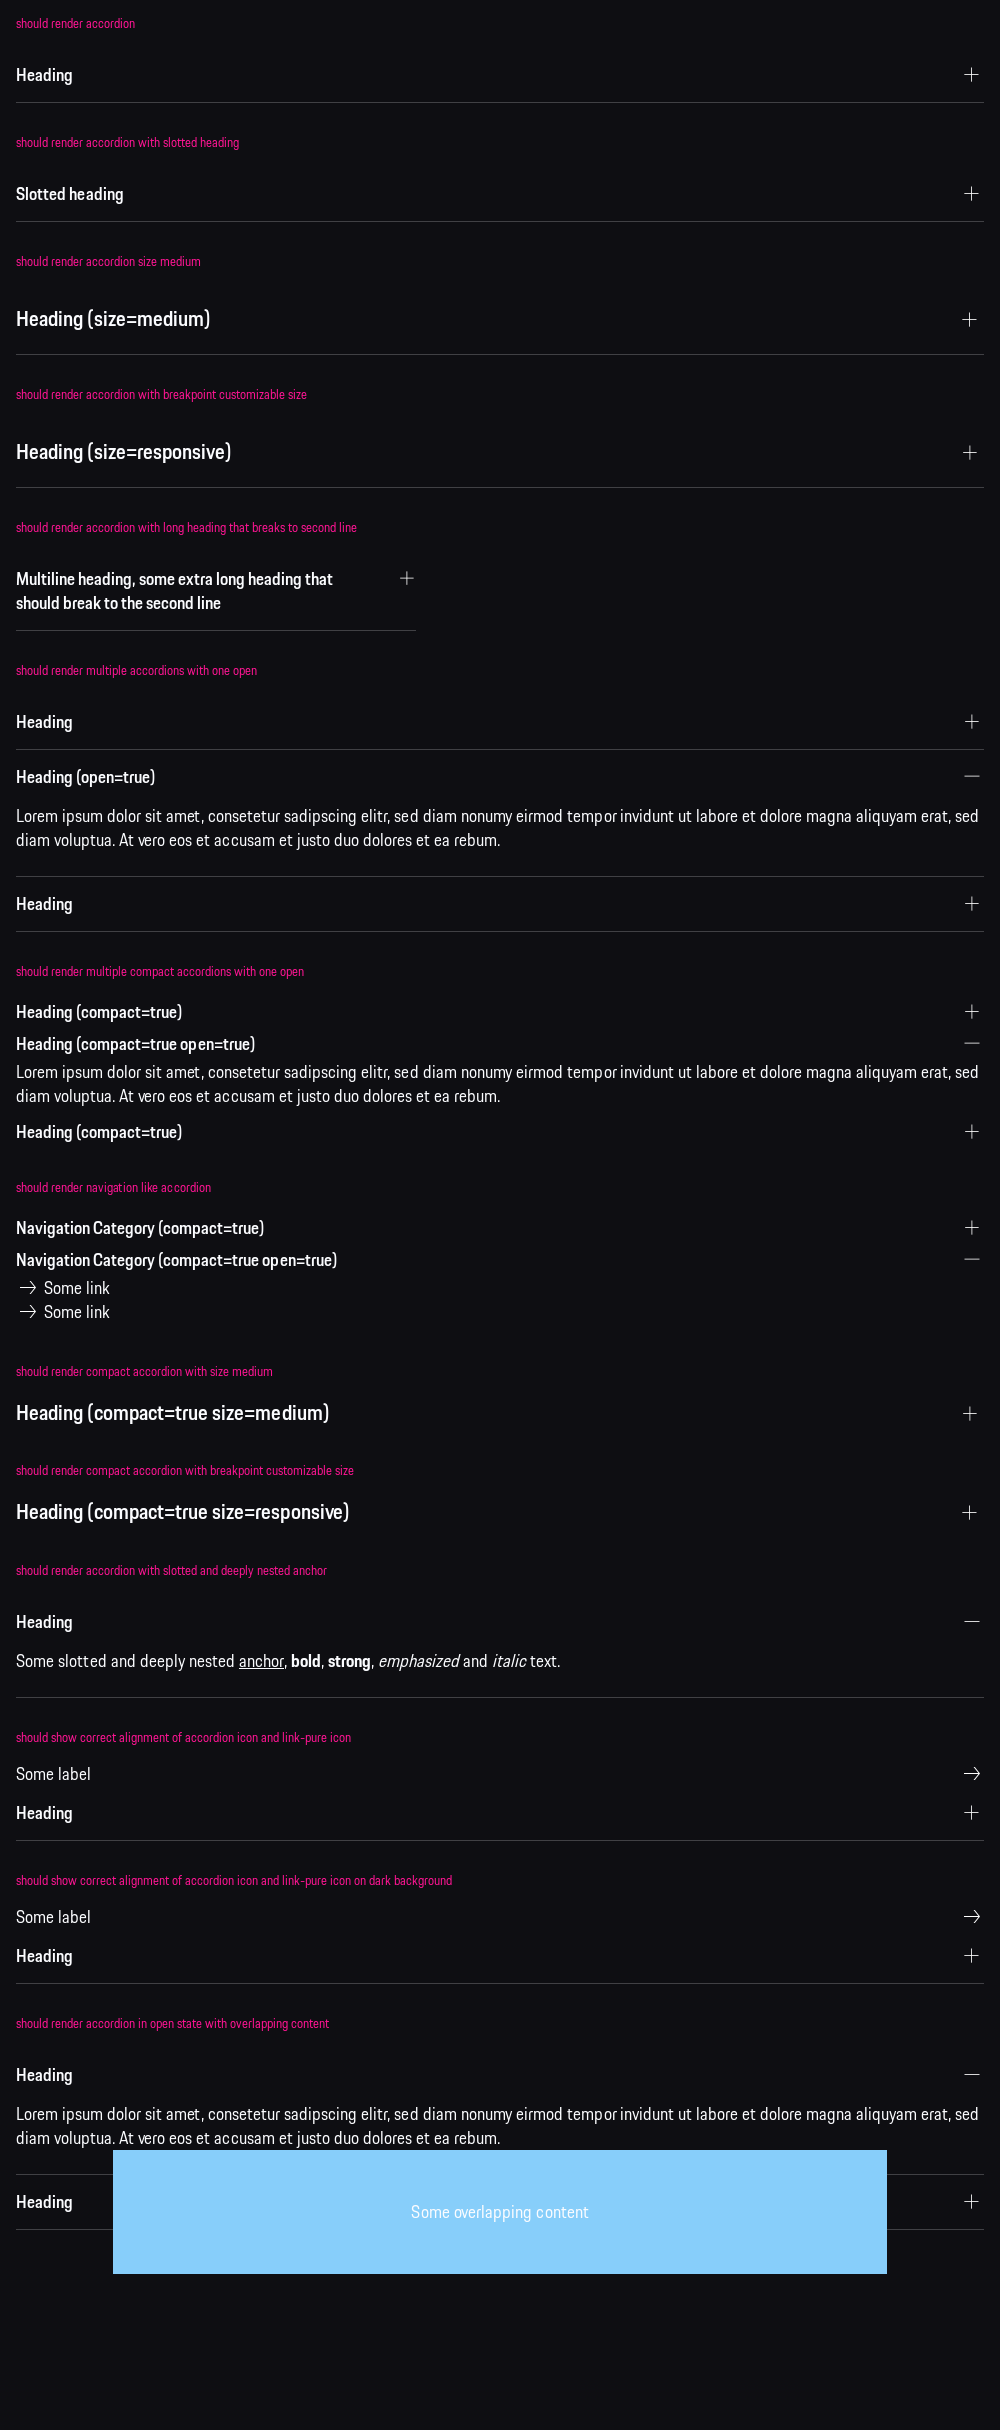 should render accordion
Heading
should render accordion with slotted heading
Slotted heading
should render accordion size medium
Heading (size=medium)
should render accordion with breakpoint customizable size
Heading (size=responsive)
should render accordion with long heading that breaks to second line
Multiline heading, some extra long heading that
should break to the second line
should render multiple accordions with one open
Heading
Heading (open=true)
Lorem ipsum dolor sit amet, consetetur sadipscing elitr, sed diam nonumy eirmod tempor invidunt ut labore et dolore magna aliquyam erat, sed
diam voluptua. At vero eos et accusam et justo duo dolores et ea rebum.
Heading
should render multiple compact accordions with one open
Heading (compact=true)
Heading (compact=true open=true)
Lorem ipsum dolor sit amet, consetetur sadipscing elitr, sed diam nonumy eirmod tempor invidunt ut labore et dolore magna aliquyam erat, sed
diam voluptua. At vero eos et accusam et justo duo dolores et ea rebum.
Heading (compact=true)
should render navigation like accordion
Navigation Category (compact=true)
Navigation Category (compact=true open=true)
Some link
Some link
should render compact accordion with size medium
Heading (compact=true size=medium)
should render compact accordion with breakpoint customizable size
Heading (compact=true size=responsive)
should render accordion with slotted and deeply nested anchor
Heading
Some slotted and deeply nested anchor, bold, strong, emphasized and italic text.
should show correct alignment of accordion icon and link-pure icon
Some label
Heading
should show correct alignment of accordion icon and link-pure icon on dark background
Some label
Heading
should render accordion in open state with overlapping content
Heading
Lorem ipsum dolor sit amet, consetetur sadipscing elitr, sed diam nonumy eirmod tempor invidunt ut labore et dolore magna aliquyam erat, sed
diam voluptua. At vero eos et accusam et justo duo dolores et ea rebum.
Heading
Some overlapping content